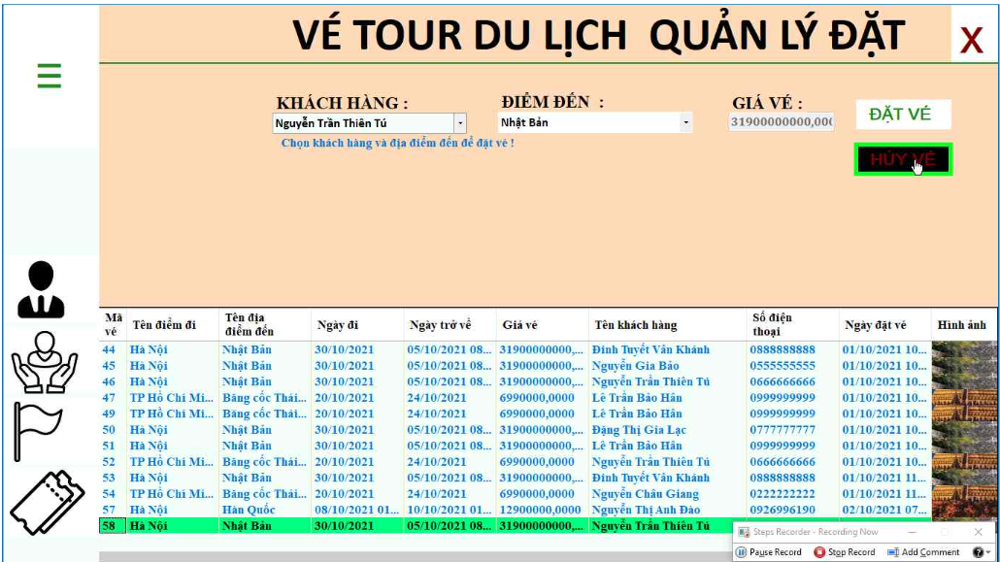 VÉ TOUR DU LỊCH QUẢN LÝ ĐẶT
X
KHÁCH HÀNG :
ĐIỂM ĐẾN :
GIÁ VÉ :
Nguyễn Trần Thiên Tú
Nhật Bản
31900000000,00(
ĐẶT VÉ
Chọn khách hàng và địa điểm đến để đặt vé !
HỦY VÉ
Mã vé Tên điểm đi Tên địa điểm đến Ngày đi Ngày trở về Giá vé Tên khách hàng Số điện thoại Ngày đặt vé Hình ảnh
44 Hà Nội Nhật Bản 30/10/2021 05/10/2021 08... 31900000000,... Đinh Tuyết Vân Khánh 0888888888 01/10/2021 10...
45 Hà Nội Nhật Bản 30/10/2021 05/10/2021 08... 31900000000,... Nguyễn Gia Bảo 0555555555 01/10/2021 10...
46 Hà Nội Nhật Bản 30/10/2021 05/10/2021 08... 31900000000,... Nguyễn Trần Thiên Tú 0666666666 01/10/2021 10...
47 TP Hồ Chí Mi... Băng cốc Thái... 20/10/2021 24/10/2021 6990000,0000 Lê Trần Bảo Hân 0999999999 01/10/2021 10...
49 TP Hồ Chí Mi... Băng cốc Thái... 20/10/2021 24/10/2021 6990000,0000 Lê Trần Bảo Hân 0999999999 01/10/2021 10...
50 Hà Nội Nhật Bản 30/10/2021 05/10/2021 08... 31900000000,... Đặng Thị Gia Lạc 0777777777 01/10/2021 10...
51 Hà Nội Nhật Bản 30/10/2021 05/10/2021 08... 31900000000,... Lê Trần Bảo Hân 0999999999 01/10/2021 10...
52 TP Hồ Chí Mi... Băng cốc Thái... 20/10/2021 24/10/2021 6990000,0000 Nguyễn Trần Thiên Tú 0666666666 01/10/2021 10...
53 Hà Nội Nhật Bản 30/10/2021 05/10/2021 08... 31900000000,... Đinh Tuyết Vân Khánh 0888888888 01/10/2021 11...
54 TP Hồ Chí Mi... Băng cốc Thái... 20/10/2021 24/10/2021 6990000,0000 Nguyễn Châu Giang 0222222222 01/10/2021 11...
57 Hà Nội Hàn Quốc 08/10/2021 01... 10/10/2021 01... 12900000,0000 Nguyễn Thị Anh Đào 0926996190 02/10/2021 07...
58 Hà Nội Nhật Bản 30/10/2021 05/10/2021 08... 31900000000,... Nguyễn Trần Thiên Tú
Steps Recorder - Recording Now
Pause Record Stop Record Add Comment